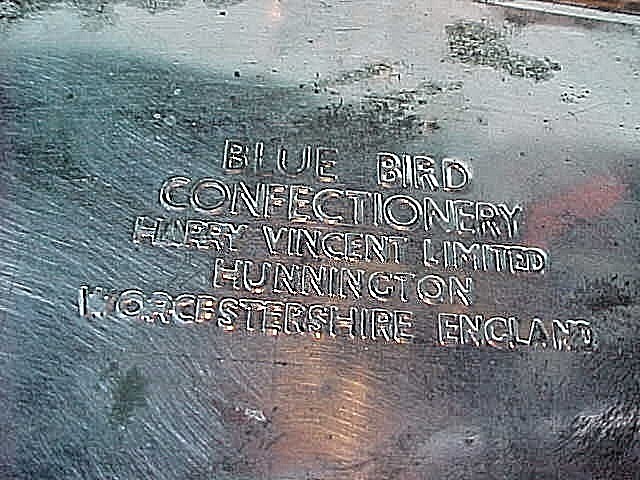 BLUE BIRD
CONFECTIONERY
HARRY VINCENT LIMITED
HUNNINGTON
WORCESTERSHIRE ENGLAND